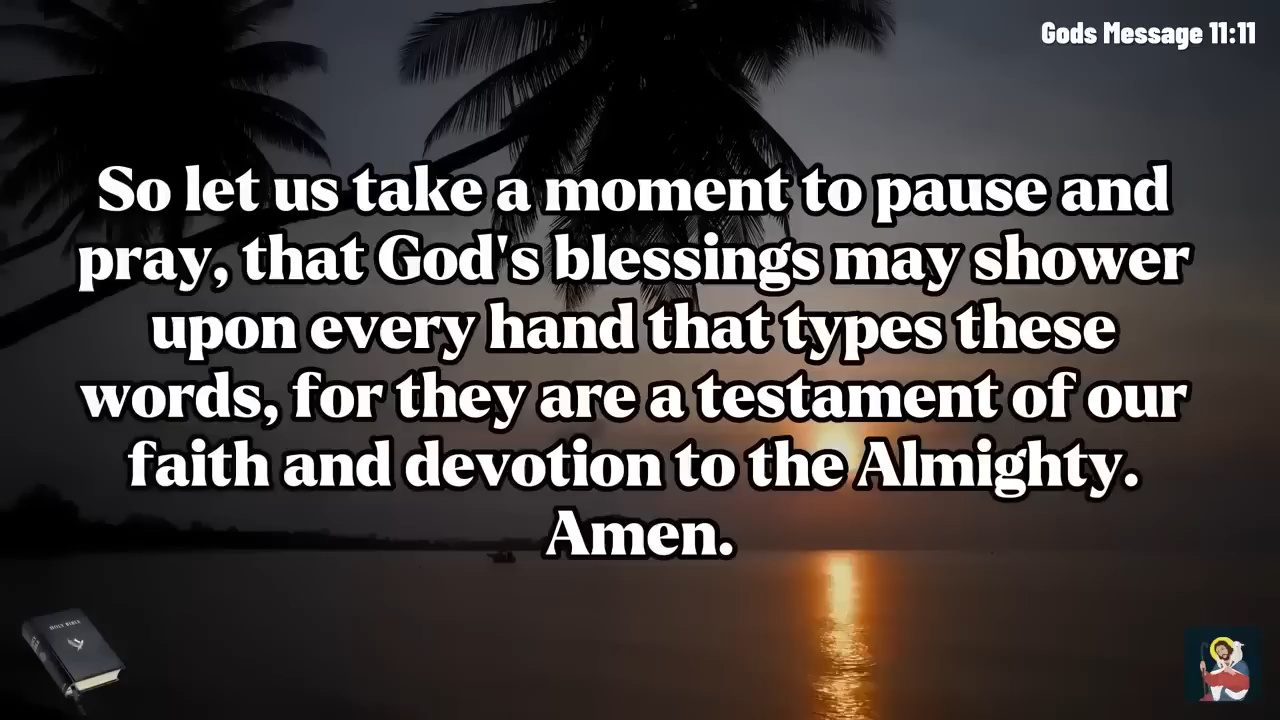 Gods Message 11:11
So let us take a moment to pause and
pray, that God's blessings may shower
upon every hand that types these
words, for they are a testament of our
faith and devotion to the Almighty.
Amen.
HOLY BIBLE